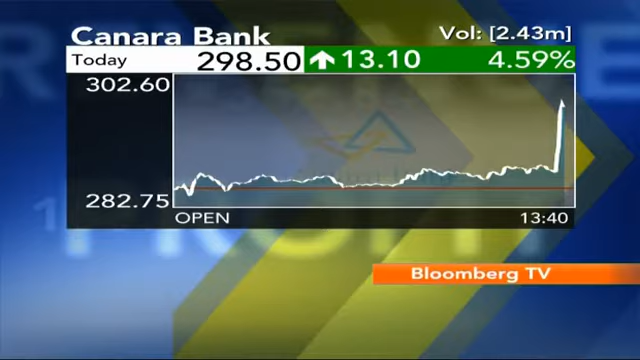 Canara Bank
Vol: [2.43m]
Today 298.50 13.10 4.59%
302.60
282.75
OPEN 13:40
Bloomberg TV